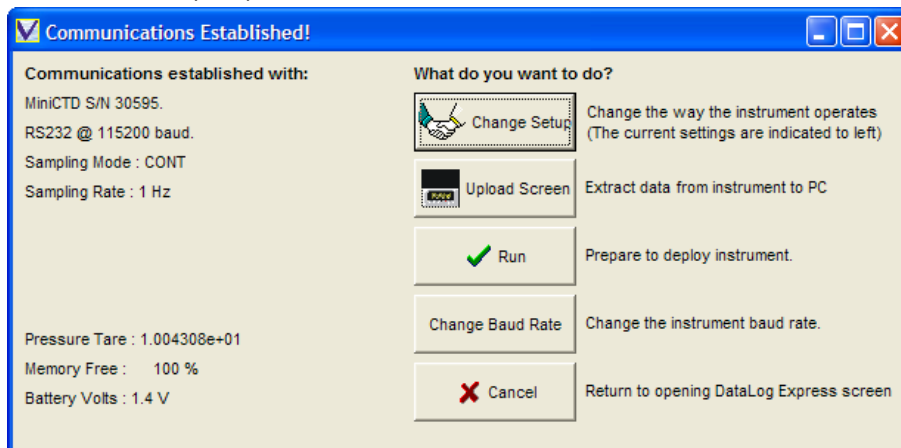 Communications Established!
Communications established with:
MiniCTD S/N 30595.
RS232 @ 115200 baud.
Sampling Mode : CONT
Sampling Rate : 1 Hz
Pressure Tare : 1.004308e+01
Memory Free : 100 %
Battery Volts : 1.4 V
What do you want to do?
Change Setup
Change the way the instrument operates
(The current settings are indicated to left)
Upload Screen
Extract data from instrument to PC
Run
Prepare to deploy instrument.
Change Baud Rate
Change the instrument baud rate.
Cancel
Return to opening DataLog Express screen